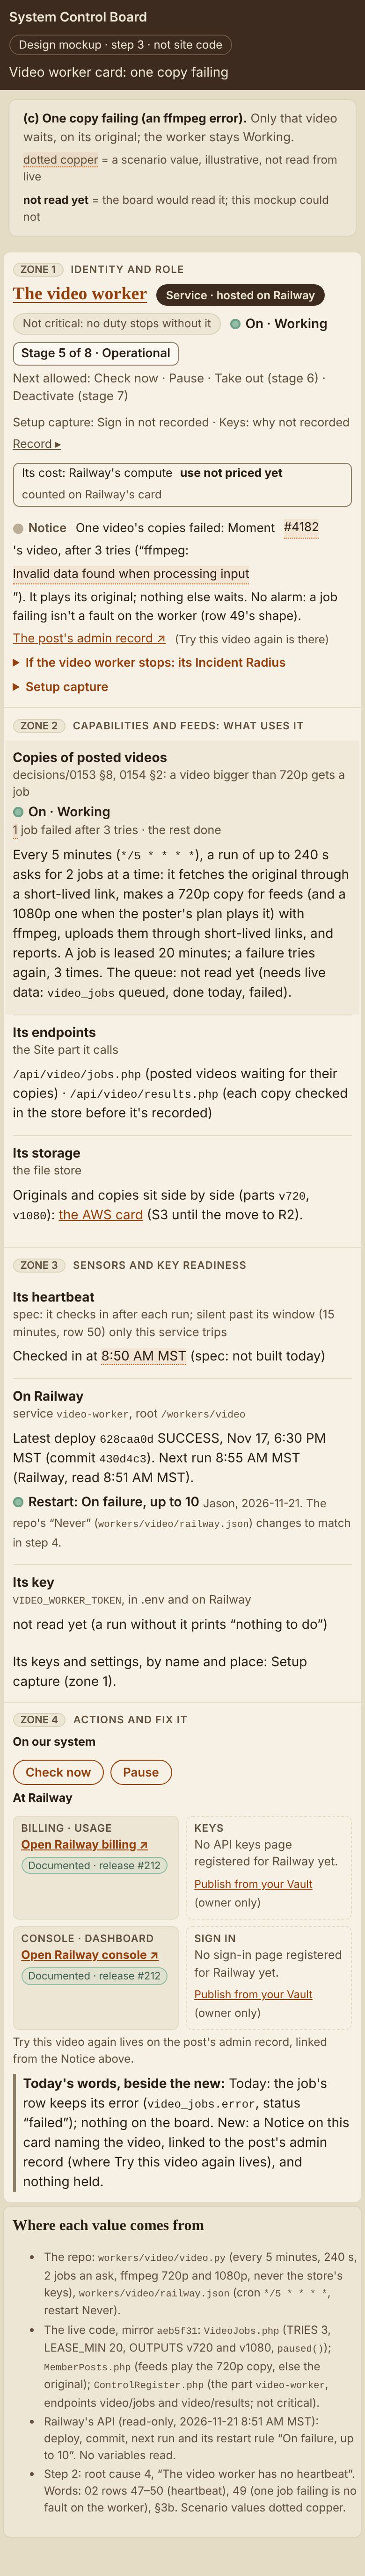 System Control Board
Design mockup · step 3 · not site code
Video worker card: one copy failing
(c) One copy failing (an ffmpeg error). Only that video
waits, on its original; the worker stays Working.
dotted copper = a scenario value, illustrative, not read from
live
not read yet = the board would read it; this mockup could
not
ZONE 1 IDENTITY AND ROLE
The video worker Service · hosted on Railway
Not critical: no duty stops without it On · Working
Stage 5 of 8 · Operational
Next allowed: Check now · Pause · Take out (stage 6) ·
Deactivate (stage 7)
Setup capture: Sign in not recorded · Keys: why not recorded
Record ▸
Its cost: Railway's compute use not priced yet
counted on Railway's card
Notice One video's copies failed: Moment #4182
's video, after 3 tries (“ffmpeg:
Invalid data found when processing input
”). It plays its original; nothing else waits. No alarm: a job
failing isn't a fault on the worker (row 49's shape).
The post's admin record ↗ (Try this video again is there)
▶ If the video worker stops: its Incident Radius
▶ Setup capture
ZONE 2 CAPABILITIES AND FEEDS: WHAT USES IT
Copies of posted videos
decisions/0153 §8, 0154 §2: a video bigger than 720p gets a
job
On · Working
1 job failed after 3 tries · the rest done
Every 5 minutes (*/5 * * * *), a run of up to 240 s
asks for 2 jobs at a time: it fetches the original through
a short-lived link, makes a 720p copy for feeds (and a
1080p one when the poster's plan plays it) with
ffmpeg, uploads them through short-lived links, and
reports. A job is leased 20 minutes; a failure tries
again, 3 times. The queue: not read yet (needs live
data: video_jobs queued, done today, failed).
Its endpoints
the Site part it calls
/api/video/jobs.php (posted videos waiting for their
copies) · /api/video/results.php (each copy checked
in the store before it's recorded)
Its storage
the file store
Originals and copies sit side by side (parts v720,
v1080): the AWS card (S3 until the move to R2).
ZONE 3 SENSORS AND KEY READINESS
Its heartbeat
spec: it checks in after each run; silent past its window (15
minutes, row 50) only this service trips
Checked in at 8:50 AM MST (spec: not built today)
On Railway
service video-worker, root /workers/video
Latest deploy 628caa0d SUCCESS, Nov 17, 6:30 PM
MST (commit 430d4c3). Next run 8:55 AM MST
(Railway, read 8:51 AM MST).
Restart: On failure, up to 10 Jason, 2026-11-21. The
repo's “Never” (workers/video/railway.json) changes to match
in step 4.
Its key
VIDEO_WORKER_TOKEN, in .env and on Railway
not read yet (a run without it prints “nothing to do”)
Its keys and settings, by name and place: Setup
capture (zone 1).
ZONE 4 ACTIONS AND FIX IT
On our system
Check now Pause
At Railway
BILLING · USAGE
Open Railway billing ↗
Documented · release #212
KEYS
No API keys page
registered for Railway yet.
Publish from your Vault
(owner only)
CONSOLE · DASHBOARD
Open Railway console ↗
Documented · release #212
SIGN IN
No sign-in page registered
for Railway yet.
Publish from your Vault
(owner only)
Try this video again lives on the post's admin record, linked
from the Notice above.
Today's words, beside the new: Today: the job's
row keeps its error (video_jobs.error, status
“failed”); nothing on the board. New: a Notice on this
card naming the video, linked to the post's admin
record (where Try this video again lives), and
nothing held.
Where each value comes from
• The repo: workers/video/video.py (every 5 minutes, 240 s,
2 jobs an ask, ffmpeg 720p and 1080p, never the store's
keys), workers/video/railway.json (cron */5 * * * *,
restart Never).
• The live code, mirror aeb5f31: VideoJobs.php (TRIES 3,
LEASE_MIN 20, OUTPUTS v720 and v1080, paused());
MemberPosts.php (feeds play the 720p copy, else the
original); ControlRegister.php (the part video-worker,
endpoints video/jobs and video/results; not critical).
• Railway's API (read-only, 2026-11-21 8:51 AM MST):
deploy, commit, next run and its restart rule “On failure, up
to 10”. No variables read.
• Step 2: root cause 4, “The video worker has no heartbeat”.
Words: 02 rows 47–50 (heartbeat), 49 (one job failing is no
fault on the worker), §3b. Scenario values dotted copper.